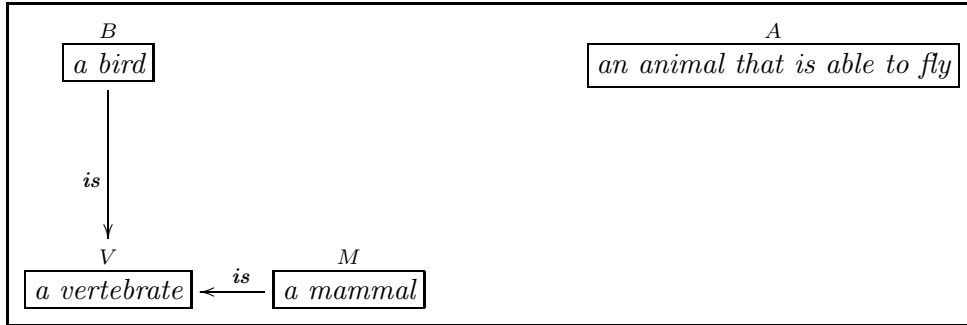 B
a bird
A
an animal that is able to fly
is
V
a vertebrate
is
M
a mammal